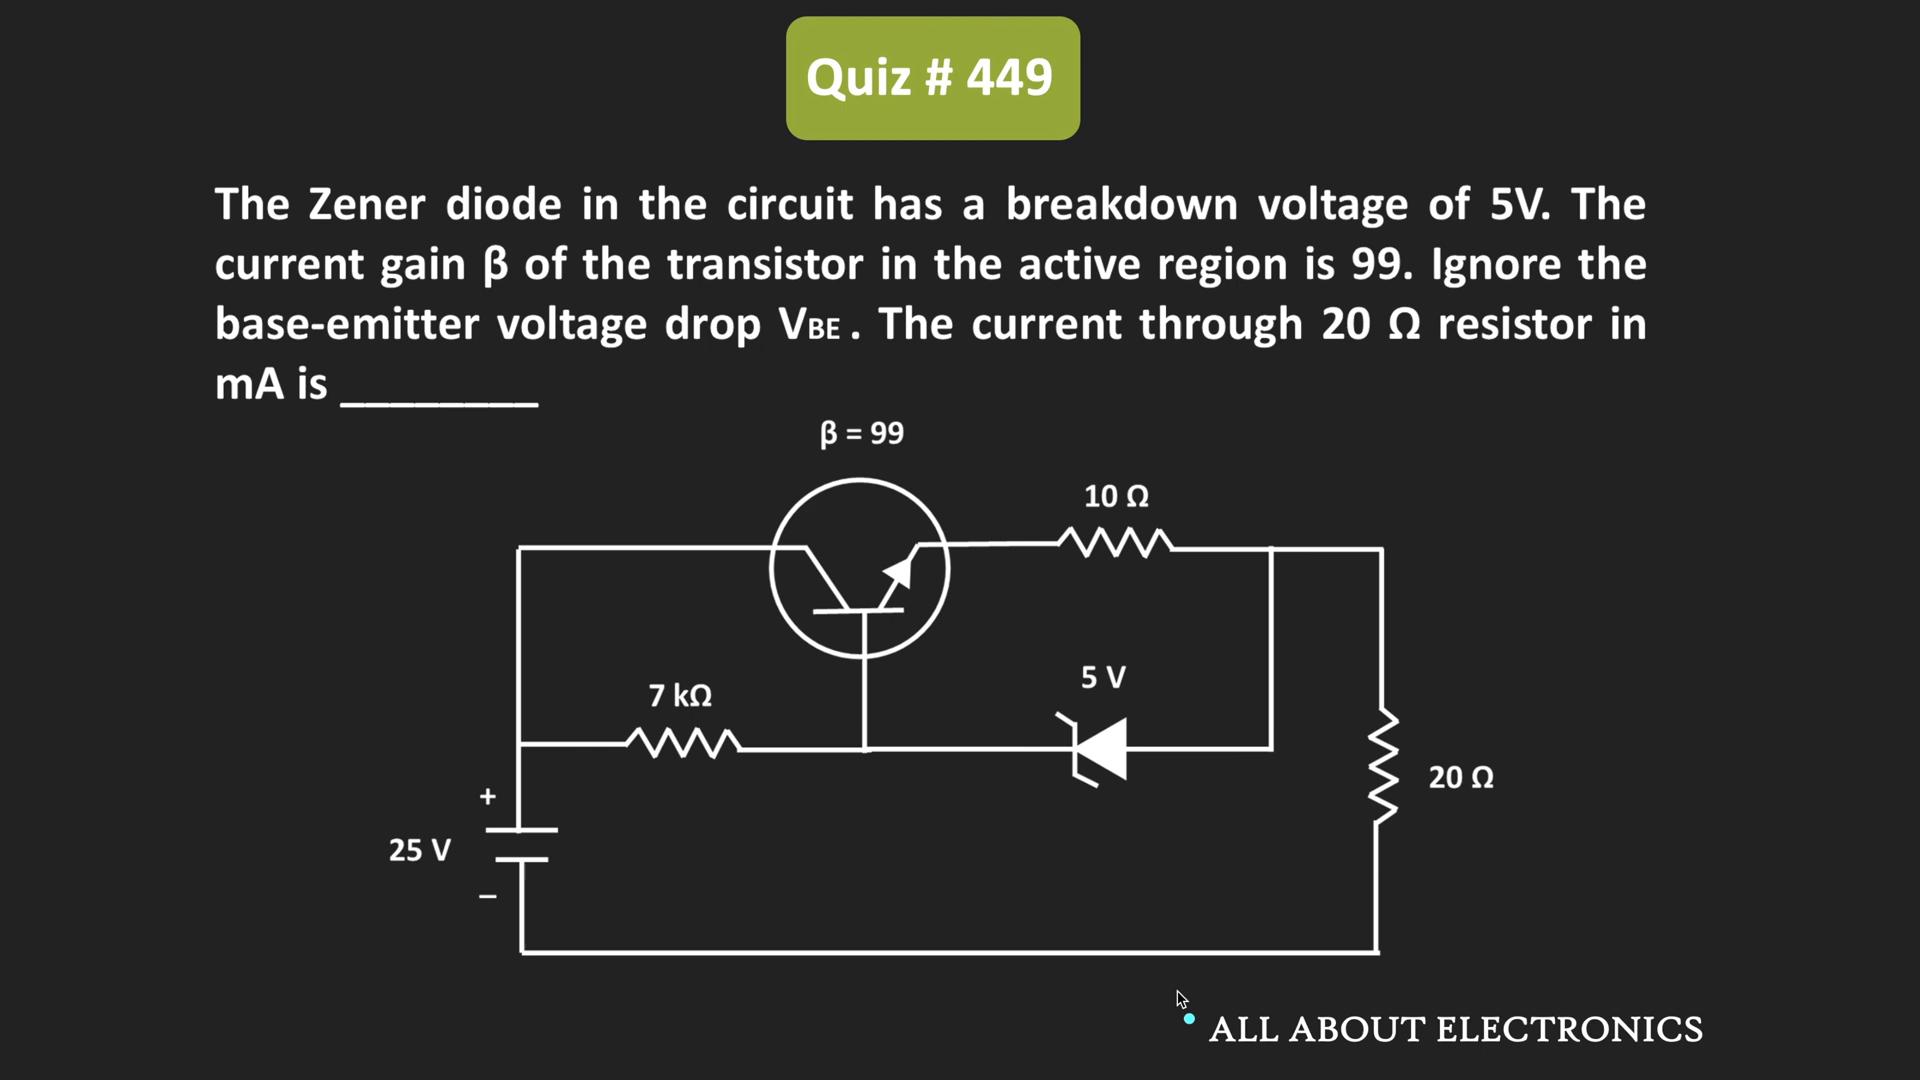 Quiz # 449
The Zener diode in the circuit has a breakdown voltage of 5V. The
current gain β of the transistor in the active region is 99. Ignore the
base-emitter voltage drop VBE . The current through 20 Ω resistor in
mA is ________
β = 99
10 Ω
5 V
7 kΩ
20 Ω
+
25 V
–
ALL ABOUT ELECTRONICS